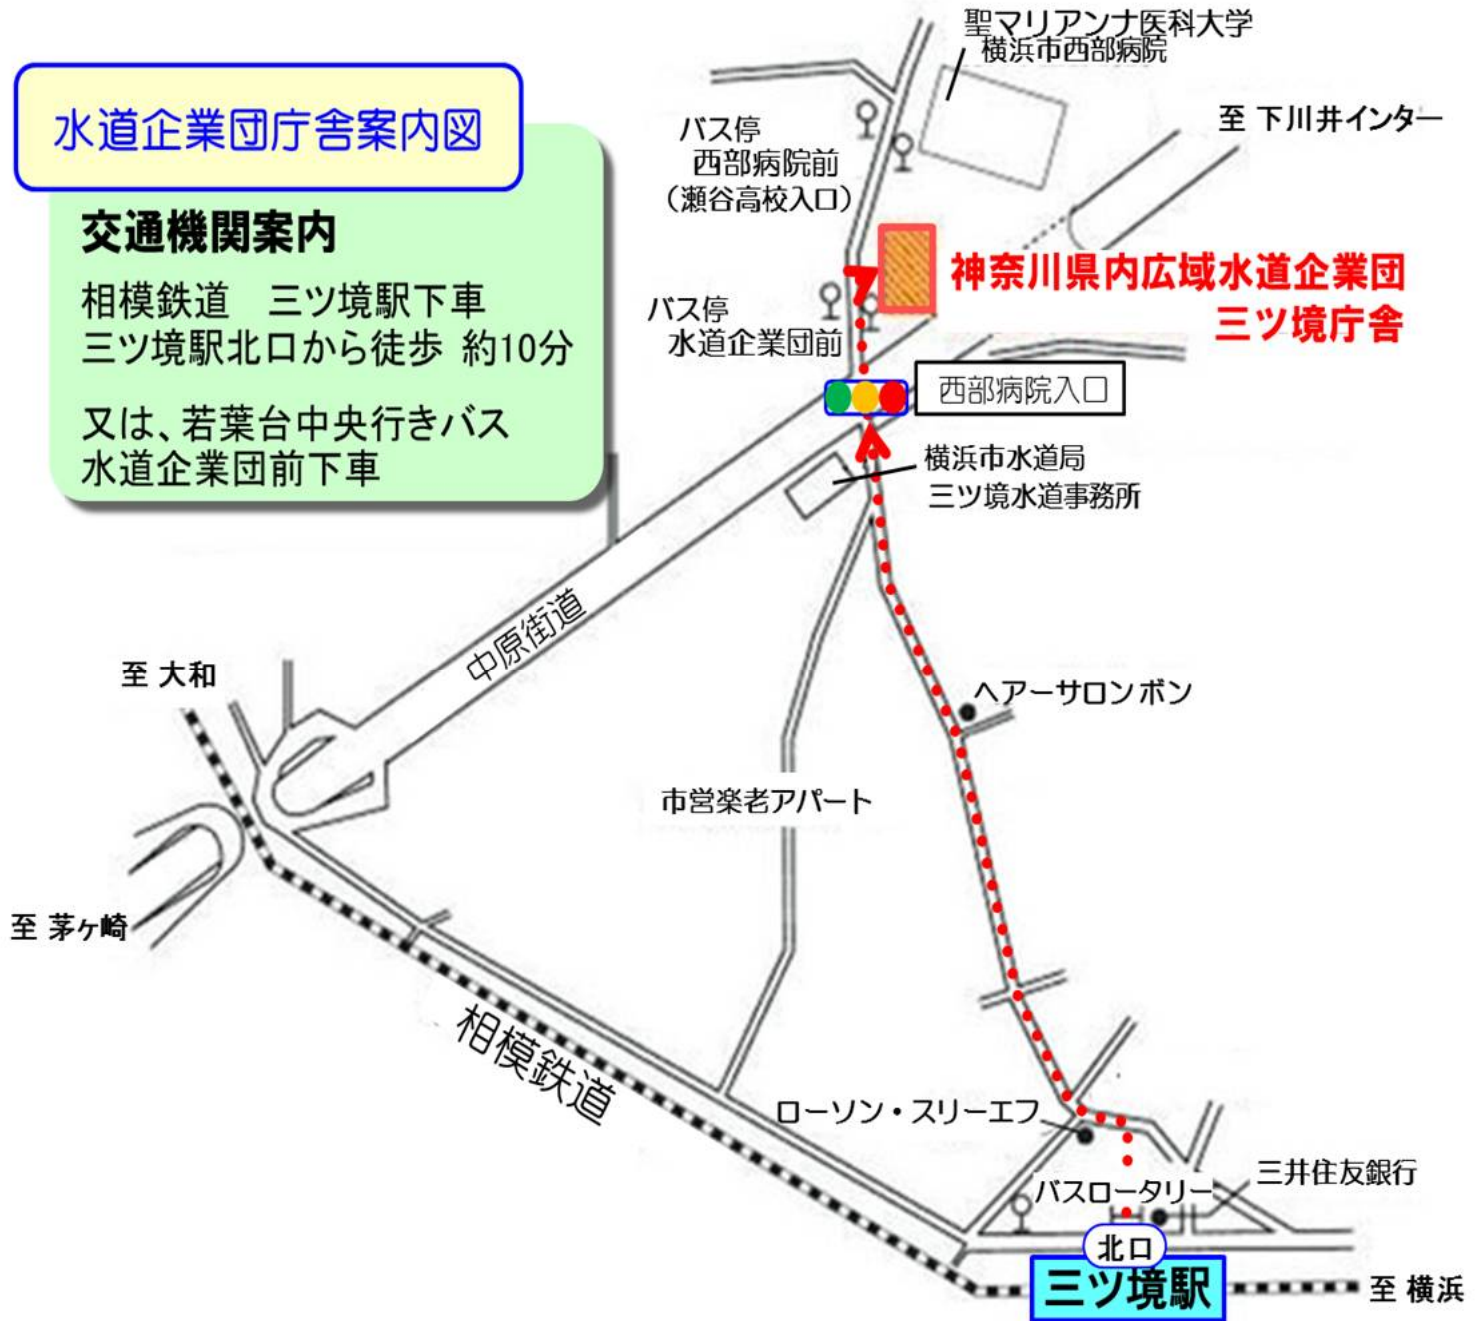 水道企業団庁舎案内図
交通機関案内
相模鉄道　三ツ境駅下車
三ツ境駅北口から徒歩 約10分
又は、若葉台中央行きバス
水道企業団前下車
聖マリアンナ医科大学
横浜市西部病院
至 下川井インター
バス停
西部病院前
（瀬谷高校入口）
神奈川県内広域水道企業団
三ツ境庁舎
バス停
水道企業団前
西部病院入口
横浜市水道局
三ツ境水道事務所
中原街道
至 大和
ヘアーサロンボン
市営楽老アパート
至 茅ヶ崎
相模鉄道
ローソン・スリーエフ
三井住友銀行
バスロータリー
北口
三ツ境駅
至 横浜